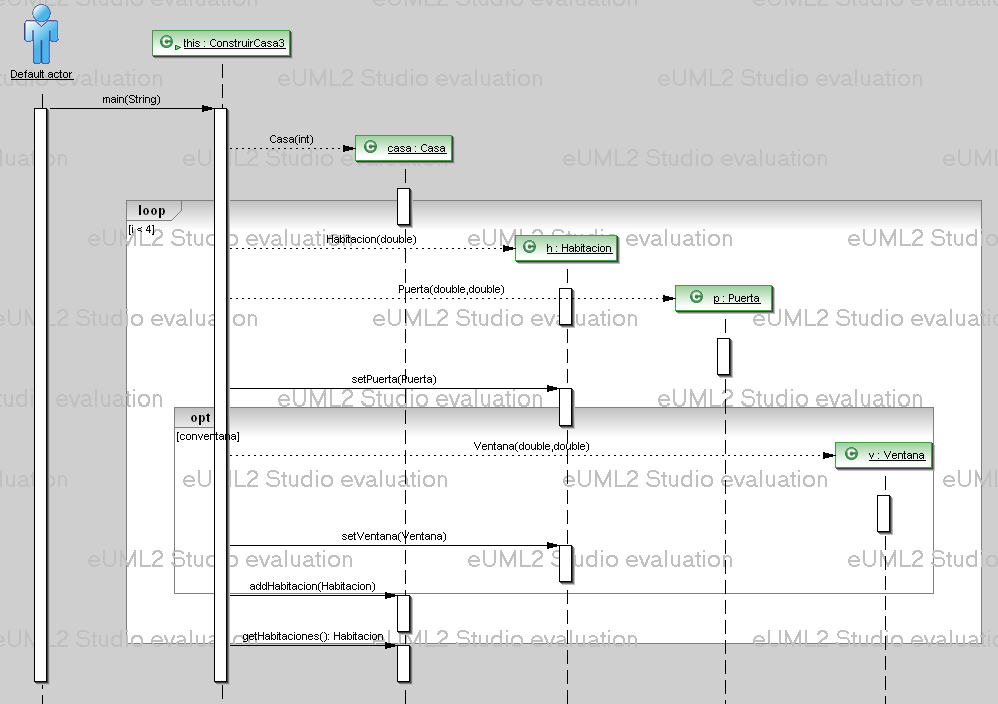 eUML2 Studio evaluation
Default actor
this : ConstruirCasa3
main(String)
Casa(int)
casa : Casa
loop
[i < 4]
Habitacion(double)
h : Habitacion
Puerta(double,double)
p : Puerta
setPuerta(Puerta)
opt
[conventana]
Ventana(double,double)
v : Ventana
setVentana(Ventana)
addHabitacion(Habitacion)
getHabitaciones(): Habitacion